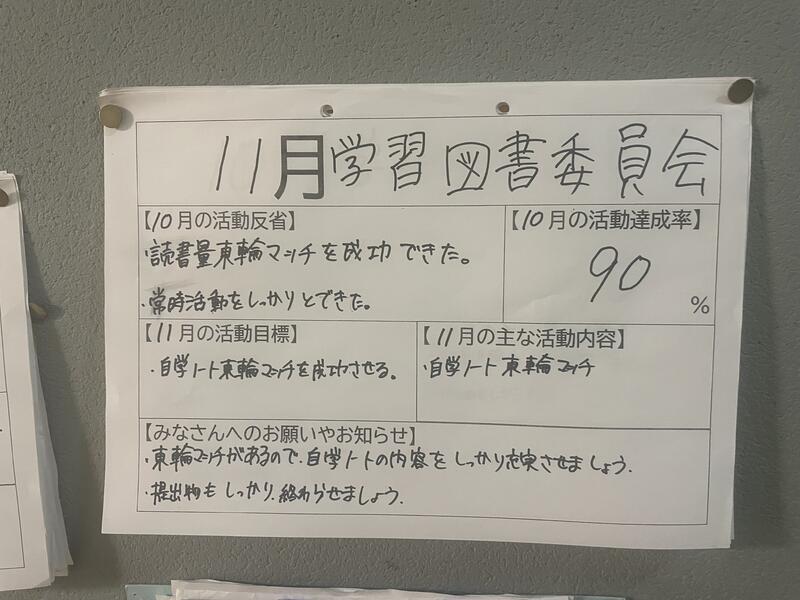 11月学習図書委員会
【10月の活動反省】
・読書量東輪マッチを成功できた。
・常時活動をしっかりとできた。
【10月の活動達成率】
90
%
【11月の活動目標】
・自学ノート東輪マッチを成功させる。
【11月の主な活動内容】
・自学ノート東輪マッチ
【みなさんへのお願いやお知らせ】
・東輪マッチがあるので、自学ノートの内容をしっかり充実させましょう。
・提出物もしっかり終わらせましょう。